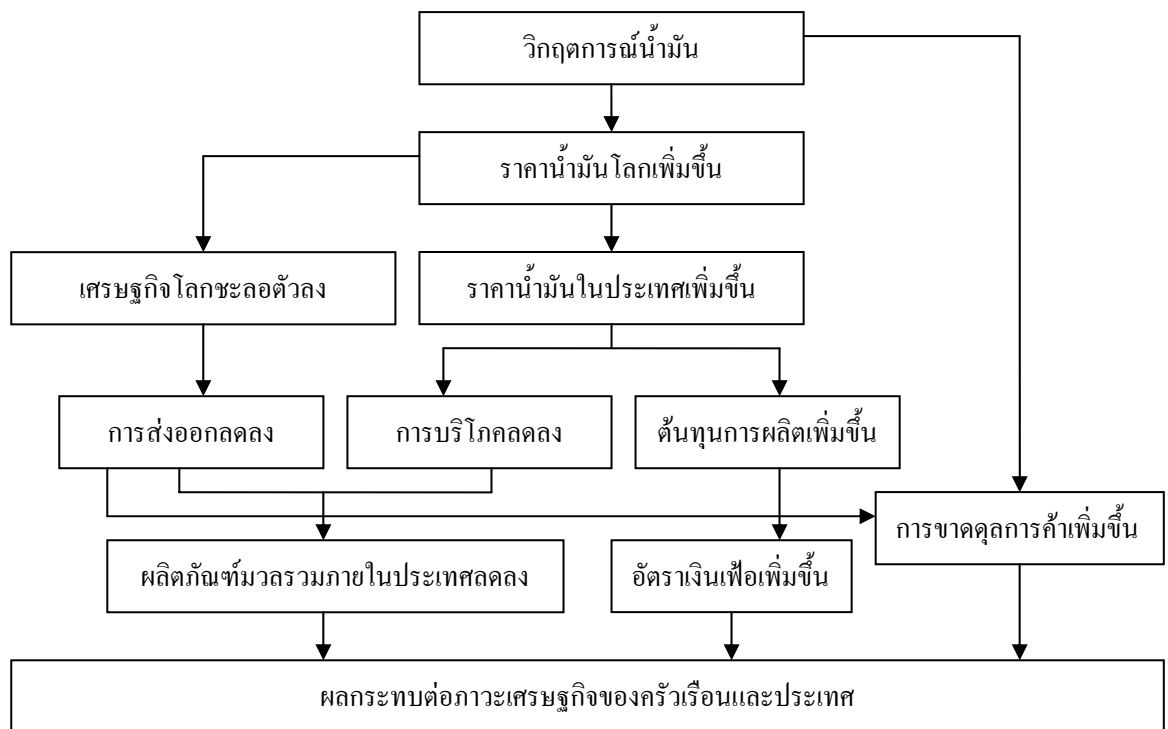 วิกฤตการณ์น้ำมัน
ราคาน้ำมันโลกเพิ่มขึ้น
เศรษฐกิจโลกชะลอตัวลง
ราคาน้ำมันในประเทศเพิ่มขึ้น
การส่งออกลดลง
การบริโภคลดลง
ต้นทุนการผลิตเพิ่มขึ้น
การขาดดุลการค้าเพิ่มขึ้น
ผลิตภัณฑ์มวลรวมภายในประเทศลดลง
อัตราเงินเฟ้อเพิ่มขึ้น
ผลกระทบต่อภาวะเศรษฐกิจของครัวเรือนและประเทศ